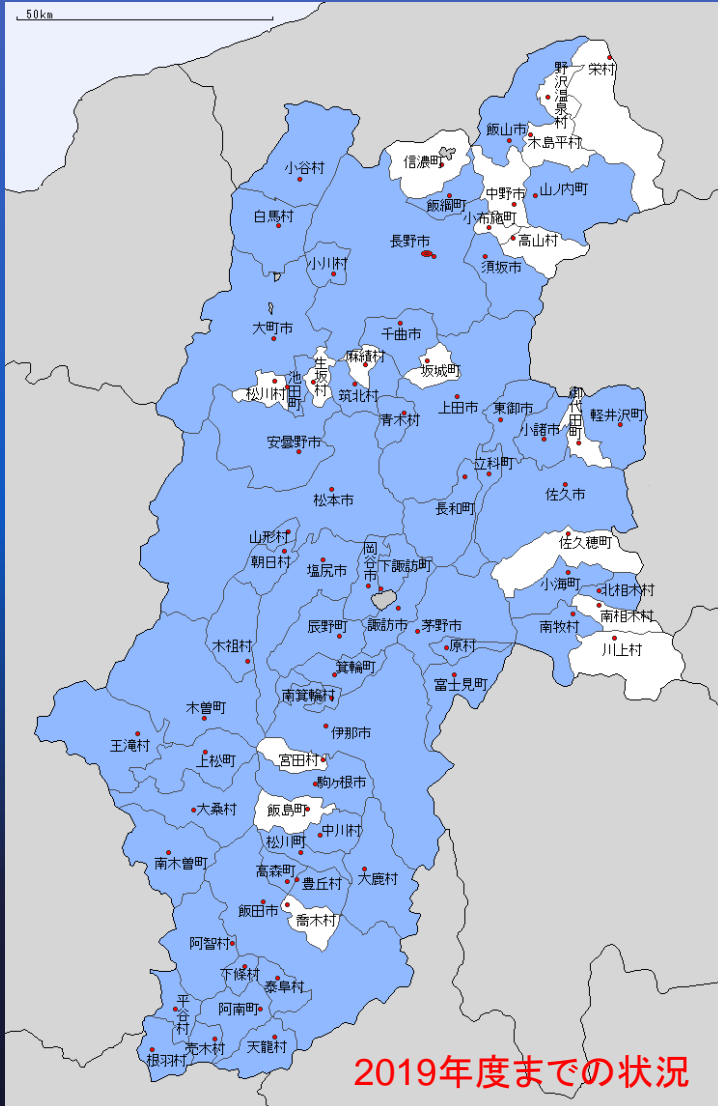 50km
栄村
野沢温泉村
飯山市
木島平村
信濃町
小谷村
中野市
山ノ内町
飯綱町
白馬村
小布施町
高山村
長野市
小川村
須坂市
大町市
千曲市
麻績村
坂城町
生坂村
池田町
松川村
筑北村
上田市
東御市
御代田町
軽井沢町
青木村
小諸市
安曇野市
立科町
松本市
長和町
佐久市
山形村
佐久穂町
朝日村
塩尻市
岡谷市
下諏訪町
小海町
北相木村
南相木村
諏訪市
茅野市
南牧村
辰野町
原村
川上村
木祖村
箕輪町
富士見町
南箕輪村
木曽町
伊那市
王滝村
上松町
宮田村
駒ヶ根市
大桑村
飯島町
中川村
松川町
南木曽町
高森町
豊丘村
大鹿村
飯田市
喬木村
阿智村
下條村
泰阜村
平谷村
阿南町
売木村
天龍村
根羽村
2019年度までの状況